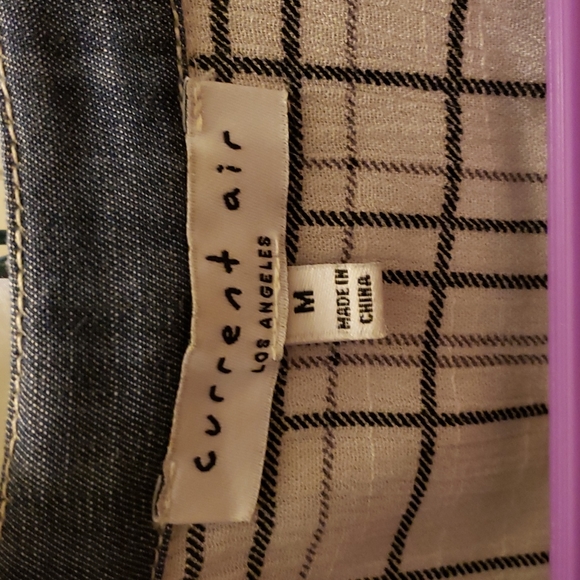 current air
LOS ANGELES
M
MADE IN
CHINA